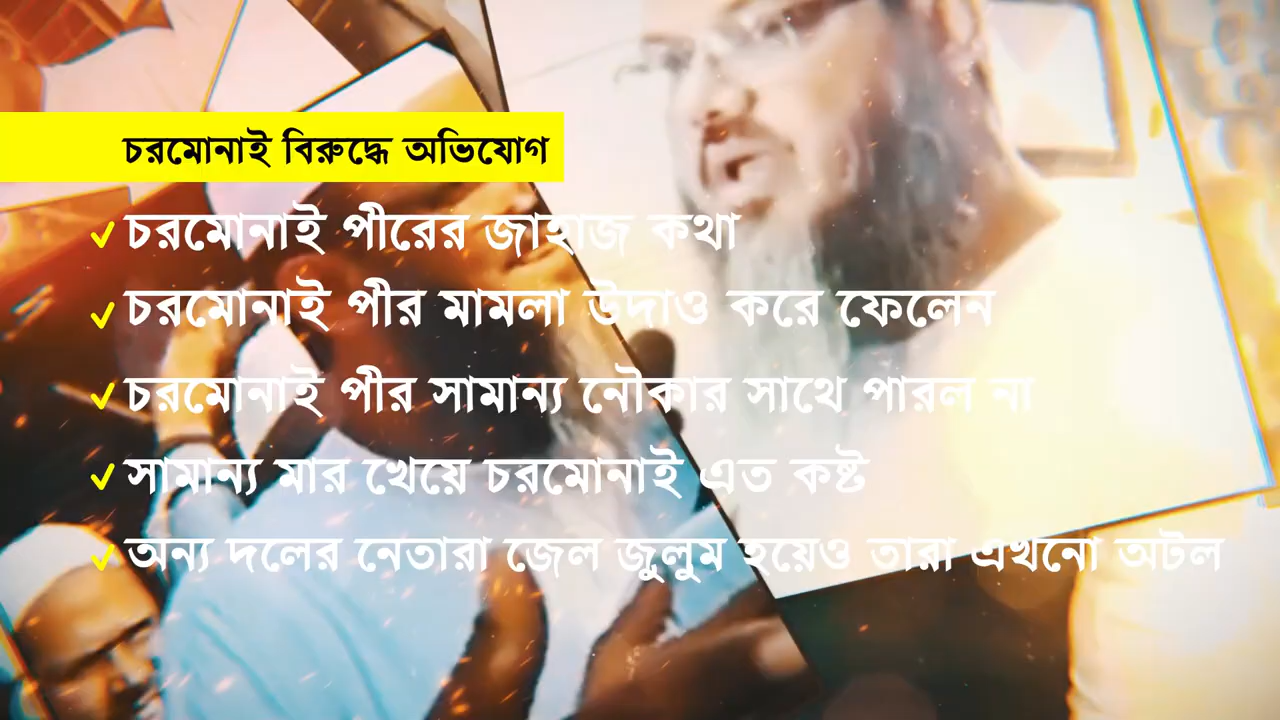 চরমোনাই বিরুদ্ধে অভিযোগ
চরমোনাই পীরের জাহাজ কথা
চরমোনাই পীর মামলা উদাও করে ফেলেন
চরমোনাই পীর সামান্য নৌকার সাথে পারল না
সামান্য মার খেয়ে চরমোনাই এত কষ্ট
অন্য দলের নেতারা জেল জুলুম হয়েও তারা এখনো অটল